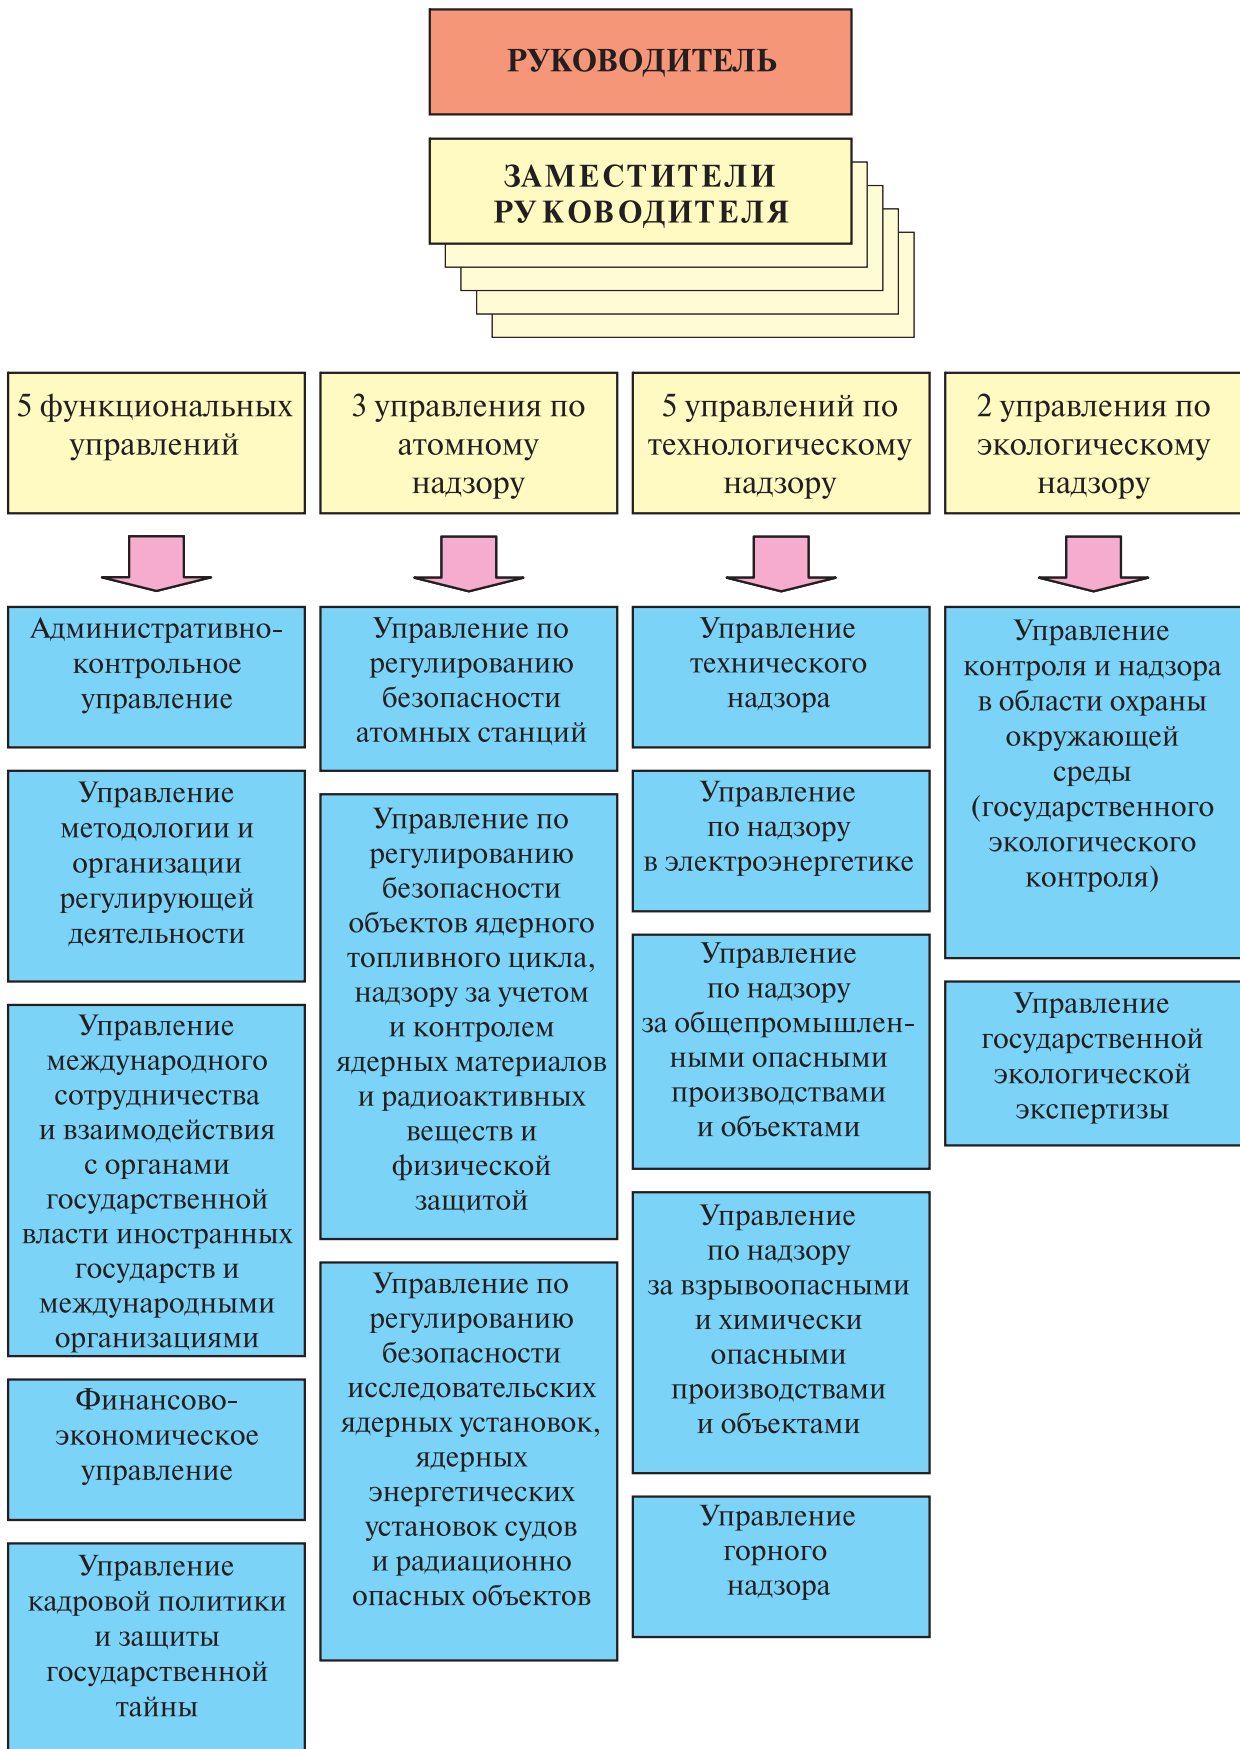 РУКОВОДИТЕЛЬ
ЗАМЕСТИТЕЛИ
РУКОВОДИТЕЛЯ
5 функциональных
управлений
3 управления по
атомному
надзору
5 управлений по
технологическому
надзору
2 управления по
экологическому
надзору
Административно-
контрольное
управление
Управление
методологии и
организации
регулирующей
деятельности
Управление
международного
сотрудничества
и взаимодействия
с органами
государственной
власти иностранных
государств и
международными
организациями
Финансово-
экономическое
управление
Управление
кадровой политики
и защиты
государственной
тайны
Управление по
регулированию
безопасности
атомных станций
Управление по
регулированию
безопасности
объектов ядерного
топливного цикла,
надзору за учетом
и контролем
ядерных материалов
и радиоактивных
веществ и
физической
защитой
Управление по
регулированию
безопасности
исследовательских
ядерных установок,
ядерных
энергетических
установок судов
и радиационно
опасных объектов
Управление
технического
надзора
Управление
по надзору
в электроэнергетике
Управление
по надзору
за общепромышлен-
ными опасными
производствами
и объектами
Управление
по надзору
за взрывоопасными
и химически
опасными
производствами
и объектами
Управление
горного
надзора
Управление
контроля и надзора
в области охраны
окружающей
среды
(государственного
экологического
контроля)
Управление
государственной
экологической
экспертизы